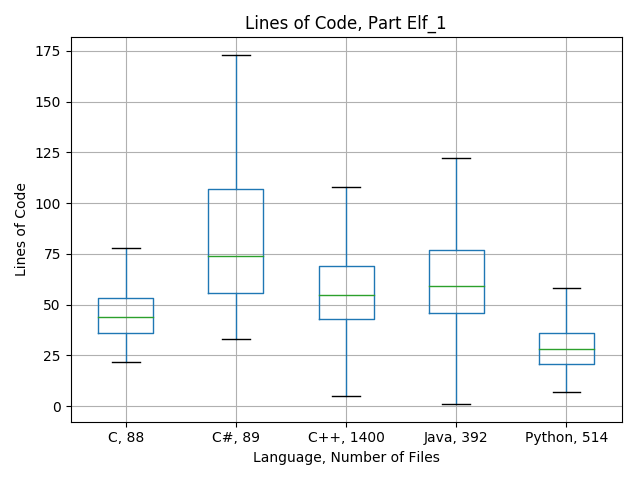 Lines of Code, Part Elf_1
175
150
125
100
75
50
25
0
Lines of Code
C, 88
C#, 89
C++, 1400
Java, 392
Python, 514
Language, Number of Files